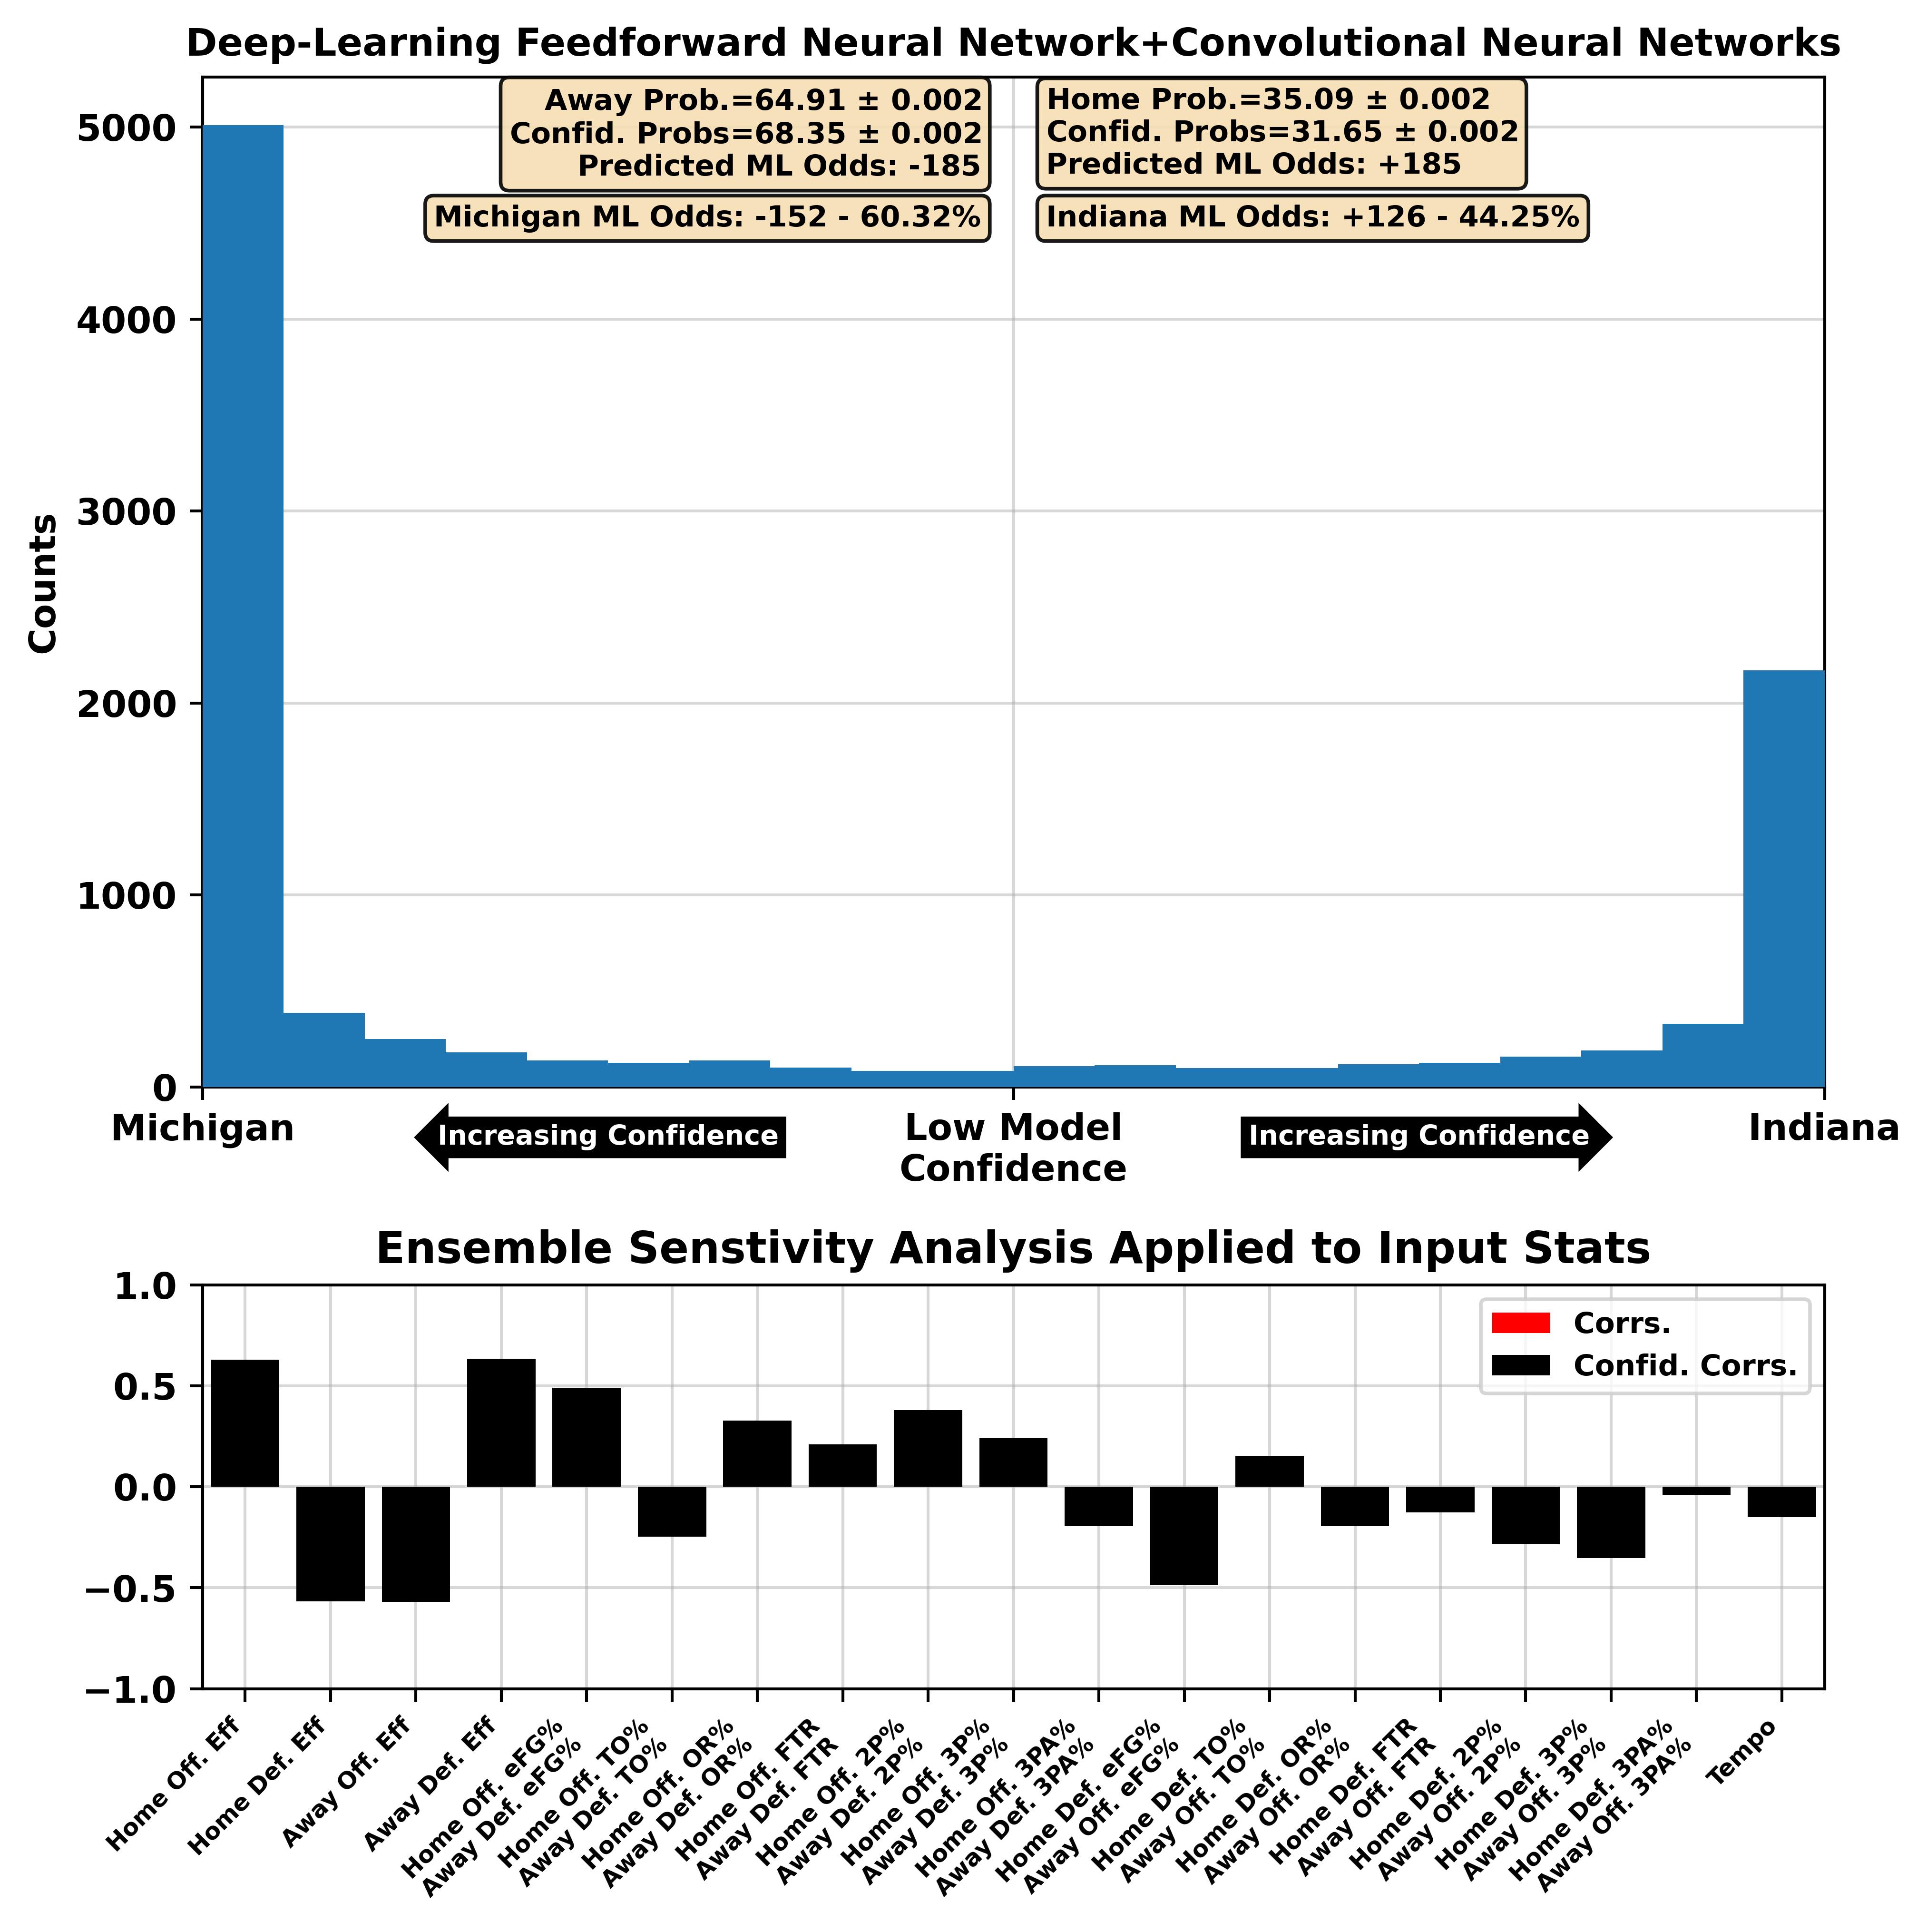 Deep-Learning Feedforward Neural Network+Convolutional Neural Networks
Away Prob.=64.91 ± 0.002
Confid. Probs=68.35 ± 0.002
Predicted ML Odds: -185
Home Prob.=35.09 ± 0.002
Confid. Probs=31.65 ± 0.002
Predicted ML Odds: +185
Michigan ML Odds: -152 - 60.32%
Indiana ML Odds: +126 - 44.25%
Counts
5000
4000
3000
2000
1000
0
Michigan
Increasing Confidence
Low Model
Confidence
Increasing Confidence
Indiana
Ensemble Senstivity Analysis Applied to Input Stats
1.0
0.5
0.0
−0.5
−1.0
Corrs.
Confid. Corrs.
Home Off. Eff
Home Def. Eff
Away Off. Eff
Away Def. Eff
Home Off. eFG%
Away Def. eFG%
Home Off. TO%
Away Def. TO%
Home Off. OR%
Away Def. OR%
Home Off. FTR
Away Def. FTR
Home Off. 2P%
Away Def. 2P%
Home Off. 3P%
Away Def. 3P%
Home Off. 3PA%
Away Def. 3PA%
Home Def. eFG%
Away Off. eFG%
Home Def. TO%
Away Off. TO%
Home Def. OR%
Away Off. OR%
Home Def. FTR
Away Off. FTR
Home Def. 2P%
Away Off. 2P%
Home Def. 3P%
Away Off. 3P%
Home Def. 3PA%
Away Off. 3PA%
Tempo